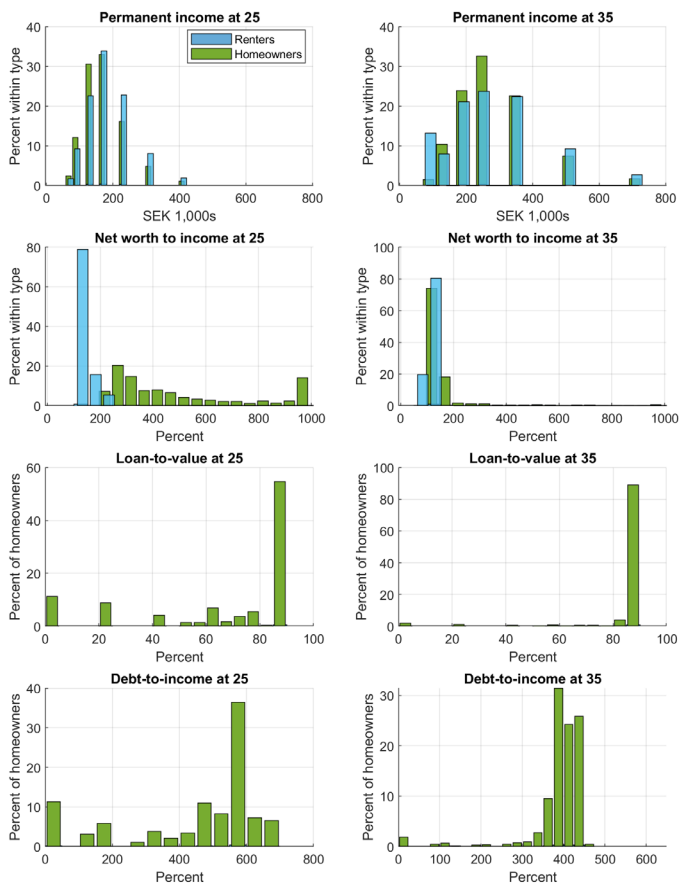 Permanent income at 25
40
30
20
10
0
0 200 400 600 800
Percent within type
SEK 1,000s
Renters
Homeowners
Permanent income at 35
40
30
20
10
0
0 200 400 600 800
Percent within type
SEK 1,000s
Net worth to income at 25
80
60
40
20
0
0 200 400 600 800 1000
Percent within type
Percent
Net worth to income at 35
100
80
60
40
20
0
0 200 400 600 800 1000
Percent within type
Percent
Loan-to-value at 25
60
40
20
0
0 20 40 60 80 100
Percent of homeowners
Percent
Loan-to-value at 35
100
80
60
40
20
0
0 20 40 60 80 100
Percent of homeowners
Percent
Debt-to-income at 25
40
30
20
10
0
0 200 400 600 800
Percent of homeowners
Percent
Debt-to-income at 35
30
20
10
0
0 100 200 300 400 500 600
Percent of homeowners
Percent